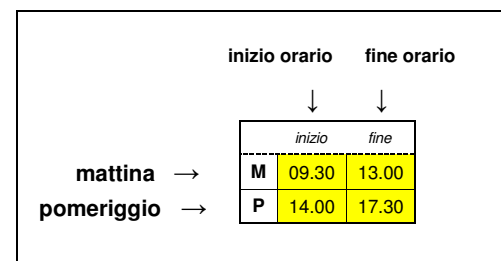 inizio orario fine orario
↓ ↓
inizio fine
mattina → M 09.30 13.00
pomeriggio → P 14.00 17.30